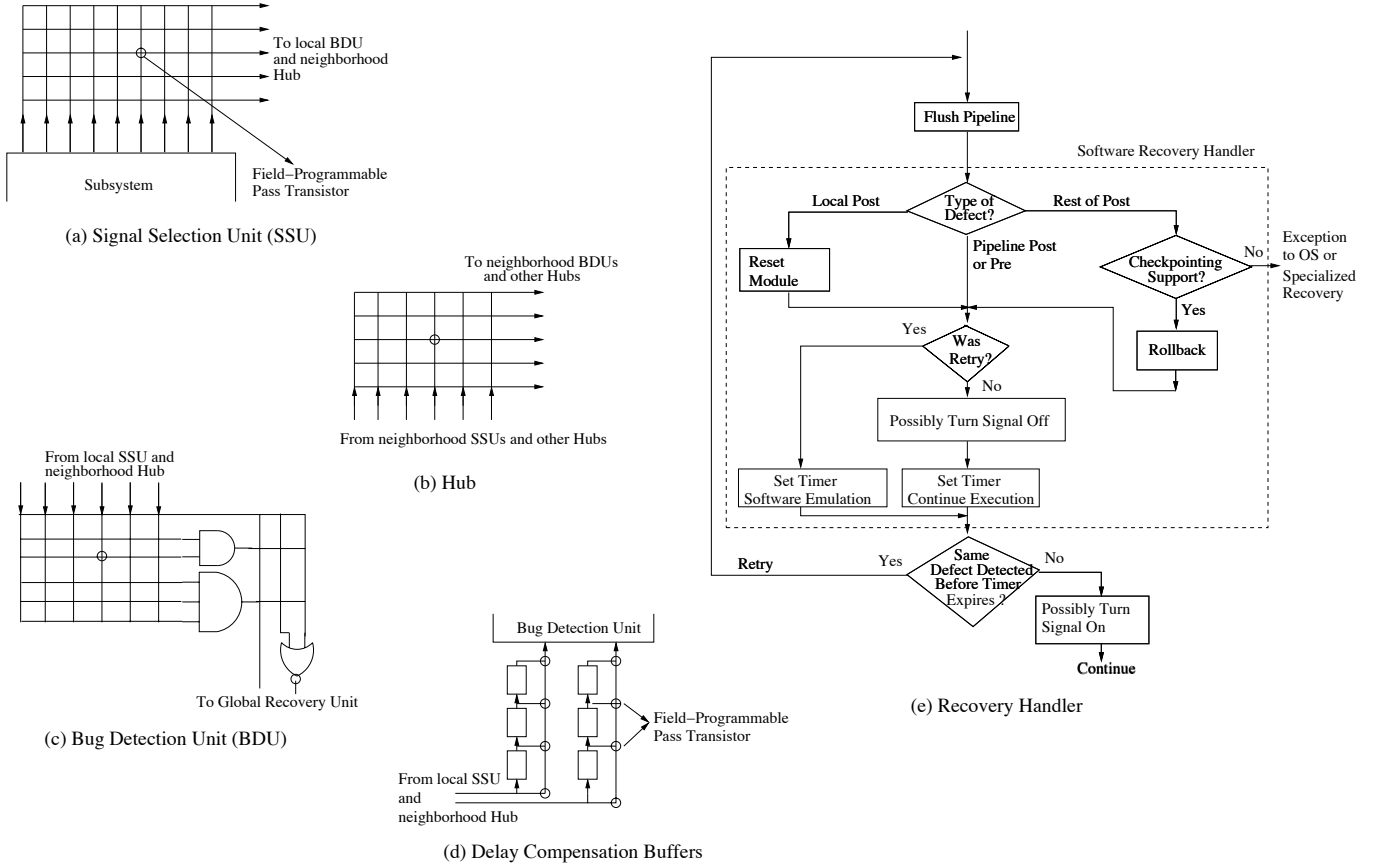 To local BDU
and neighborhood
Hub
Field−Programmable
Pass Transistor
Subsystem
(a) Signal Selection Unit (SSU)
To neighborhood BDUs
and other Hubs
From neighborhood SSUs and other Hubs
(b) Hub
From local SSU and
neighborhood Hub
To Global Recovery Unit
(c) Bug Detection Unit (BDU)
Bug Detection Unit
Field−Programmable
Pass Transistor
From local SSU
and
neighborhood Hub
(d) Delay Compensation Buffers
Flush Pipeline
Software Recovery Handler
Type of
Defect?
Local Post
Rest of Post
Pipeline Post
or Pre
Reset
Module
Checkpointing
Support?
No
Exception
to OS or
Specialized
Recovery
Yes
Rollback
Was
Retry?
Yes
No
Possibly Turn Signal Off
Set Timer
Software Emulation
Set Timer
Continue Execution
Same
Defect Detected
Before Timer
Expires ?
Yes
Retry
No
Possibly Turn
Signal On
Continue
(e) Recovery Handler